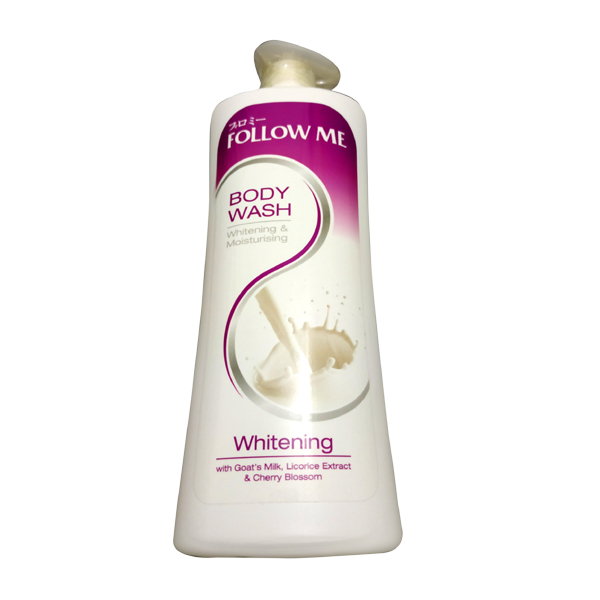 フォロミー
FOLLOW ME
BODY
WASH
Whitening &
Moisturising
Whitening
with Goat's Milk, Licorice Extract
& Cherry Blossom